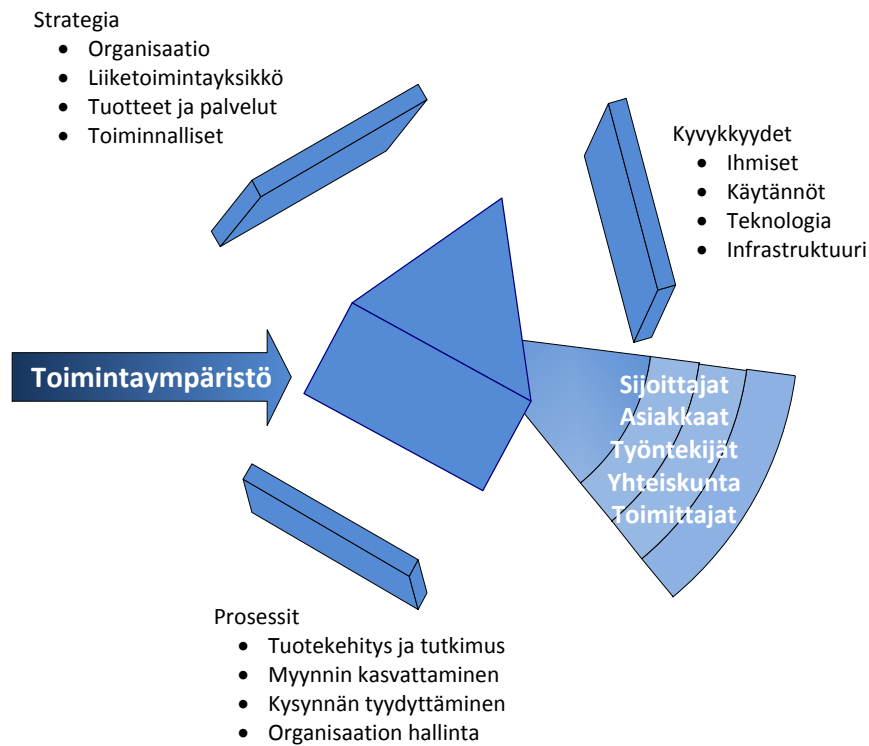 Strategia
• Organisaatio
• Liiketoimintayksikkö
• Tuotteet ja palvelut
• Toiminnalliset
Kyvykkyydet
• Ihmiset
• Käytännöt
• Teknologia
• Infrastruktuuri
Toimintaympäristö
Sijoittajat
Asiakkaat
Työntekijät
Yhteiskunta
Toimittajat
Prosessit
• Tuotekehitys ja tutkimus
• Myynnin kasvattaminen
• Kysynnän tyydyttäminen
• Organisaation hallinta